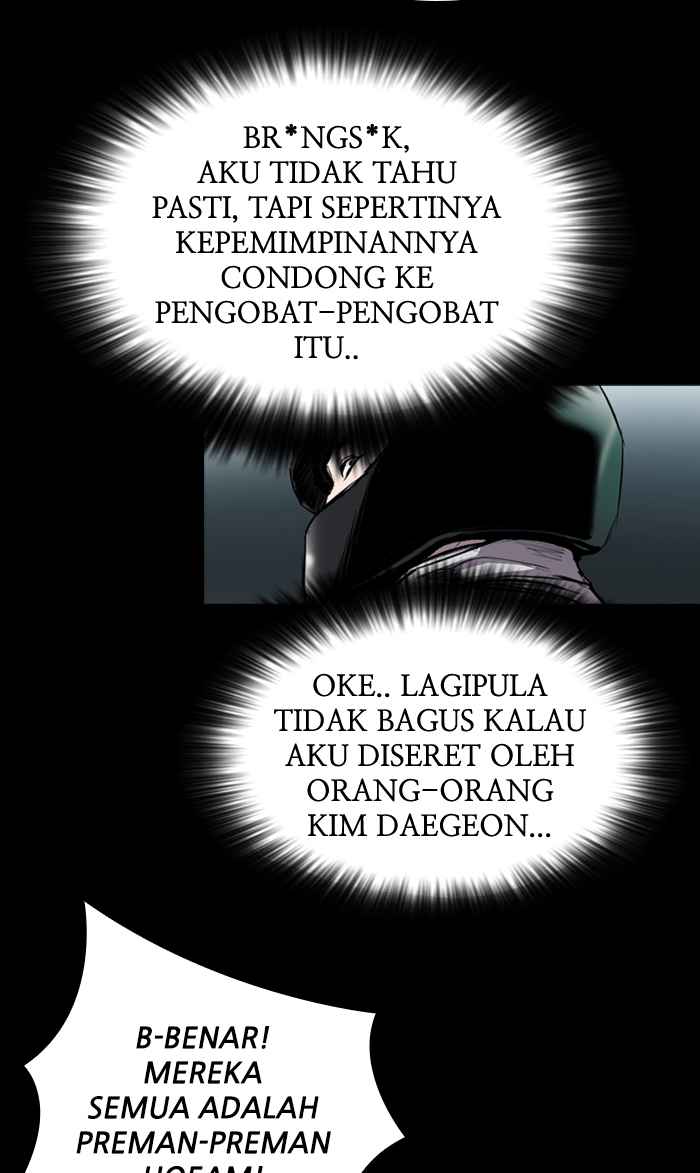 BR*NGS*K,
AKU TIDAK TAHU
PASTI, TAPI SEPERTINYA
KEPEMIMPINANNYA
CONDONG KE
PENGOBAT-PENGOBAT
ITU..
OKE.. LAGIPULA
TIDAK BAGUS KALAU
AKU DISERET OLEH
ORANG-ORANG
KIM DAEGEON...
B-BENAR!
MEREKA
SEMUA ADALAH
PREMAN-PREMAN